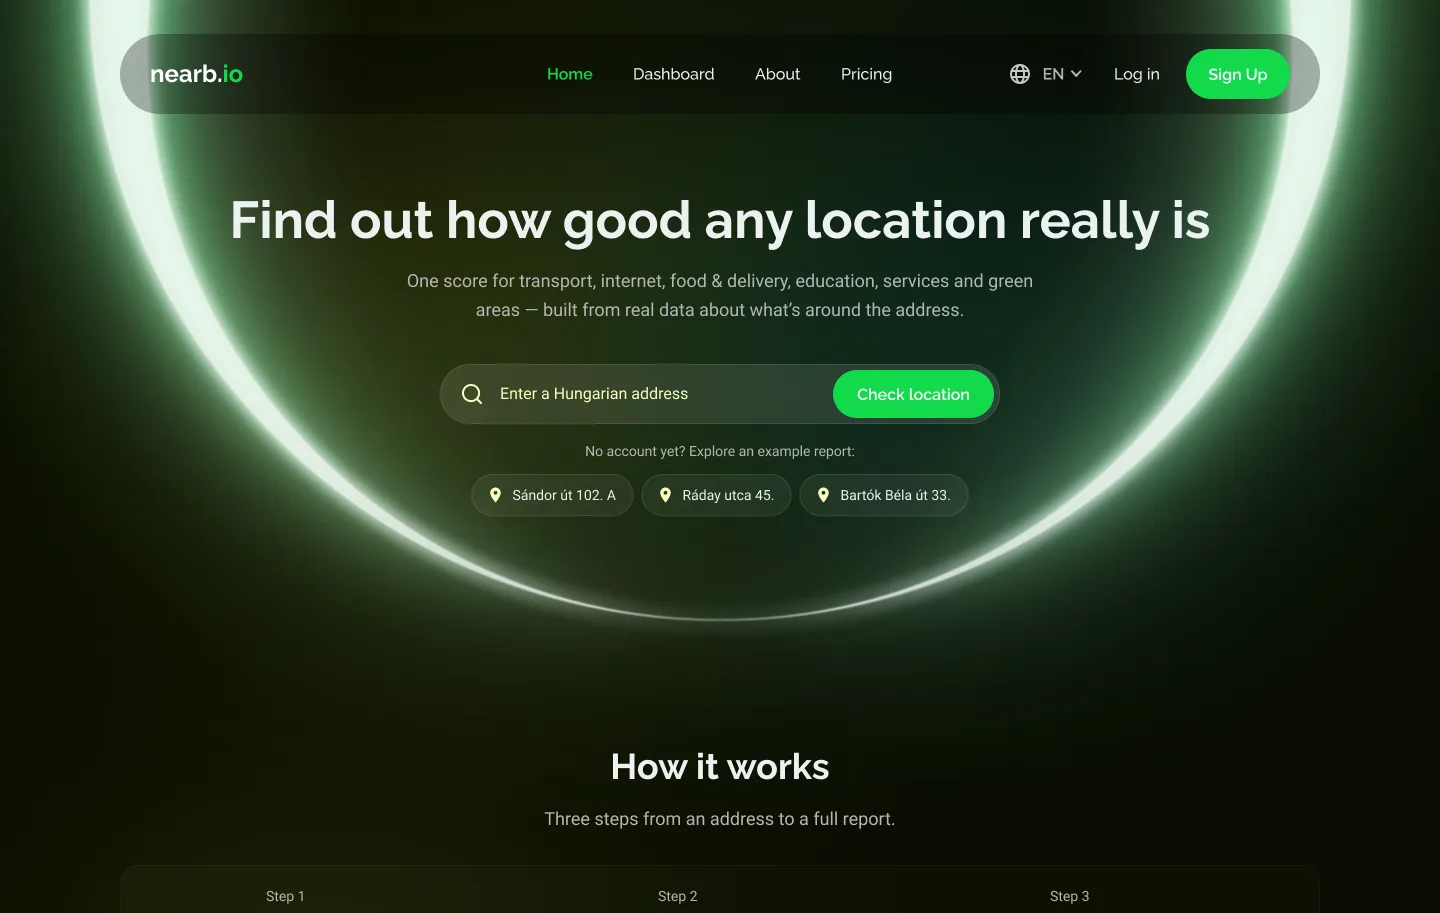 nearb.io
Home
Dashboard
About
Pricing
EN
Log in
Sign Up
Find out how good any location really is
One score for transport, internet, food & delivery, education, services and green
areas — built from real data about what’s around the address.
Enter a Hungarian address
Check location
No account yet? Explore an example report:
Sándor út 102. A
Ráday utca 45.
Bartók Béla út 33.
How it works
Three steps from an address to a full report.
Step 1
Step 2
Step 3